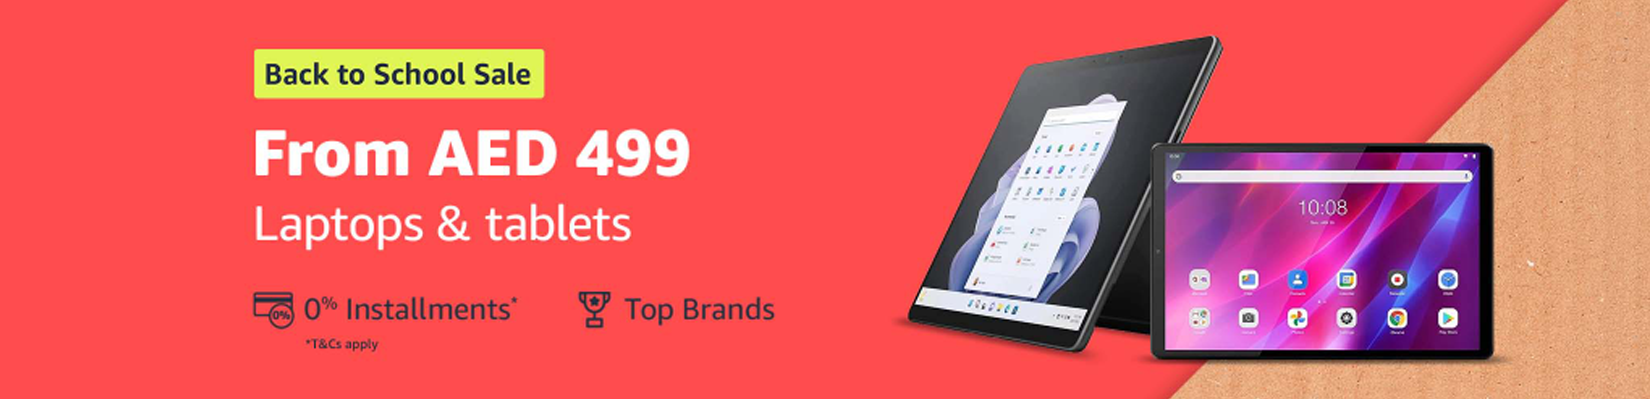 Back to School Sale
From AED 499
Laptops & tablets
0% Installments*
*T&Cs apply
Top Brands
10:08